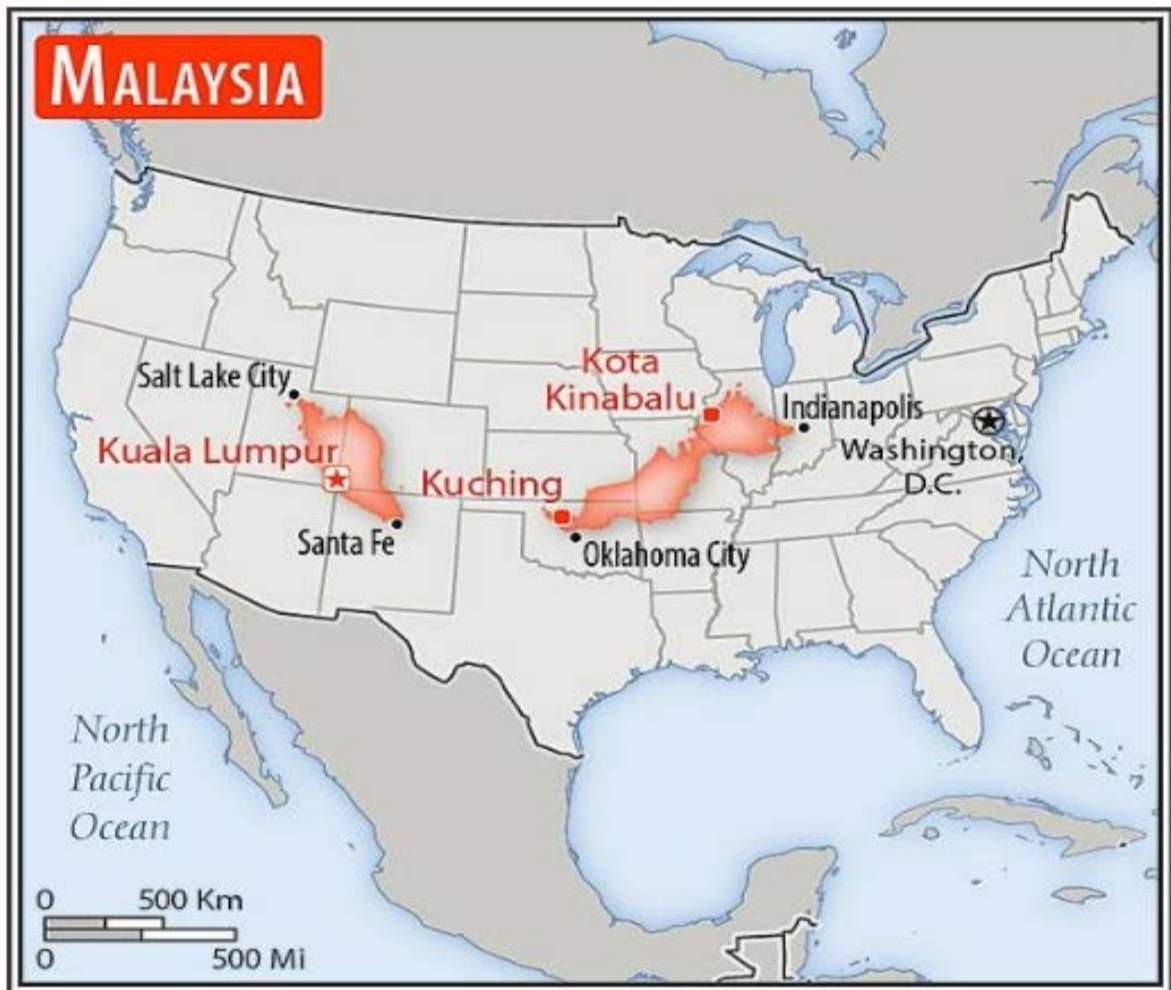 MALAYSIA
Salt Lake City
Kota
Kinabalu
Indianapolis
Washington,
D.C.
Kuala Lumpur
Kuching
Santa Fe
Oklahoma City
North
Atlantic
Ocean
North
Pacific
Ocean
0 500 Km
0 500 Mi